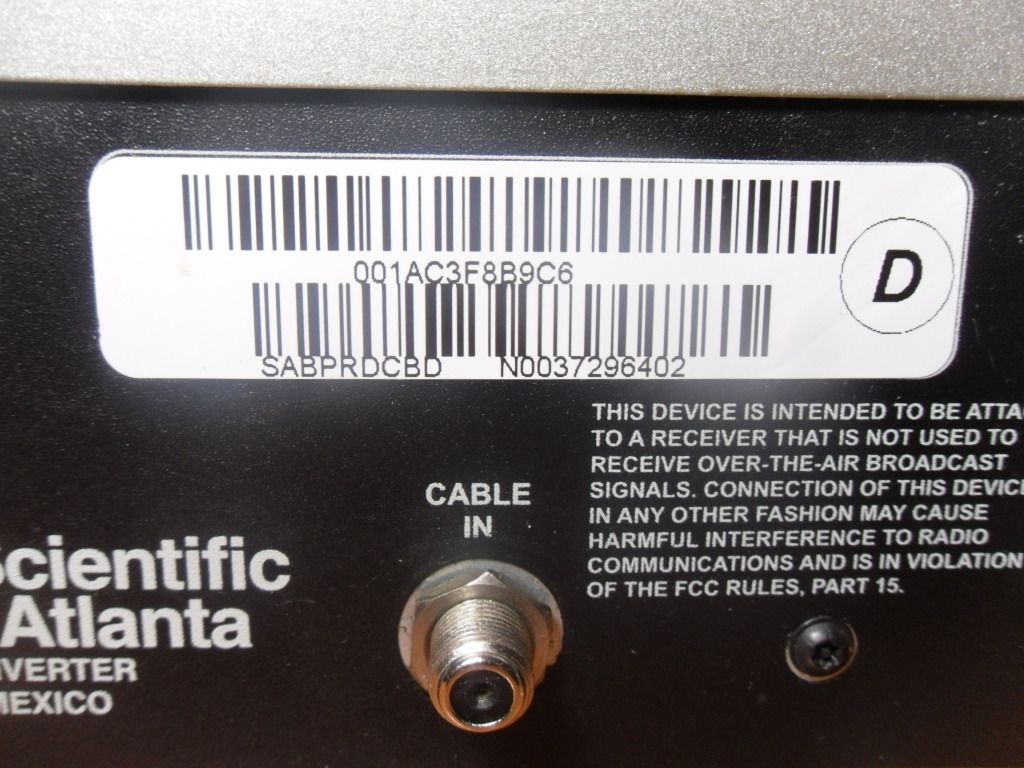 001AC3F8B9C6
D
SABPRDCBD N0037296402
THIS DEVICE IS INTENDED TO BE ATTA
TO A RECEIVER THAT IS NOT USED TO
RECEIVE OVER-THE-AIR BROADCAST
SIGNALS. CONNECTION OF THIS DEVIC
IN ANY OTHER FASHION MAY CAUSE
HARMFUL INTERFERENCE TO RADIO
COMMUNICATIONS AND IS IN VIOLATION
OF THE FCC RULES, PART 15.
CABLE
IN
Scientific
Atlanta
VERTER
MEXICO